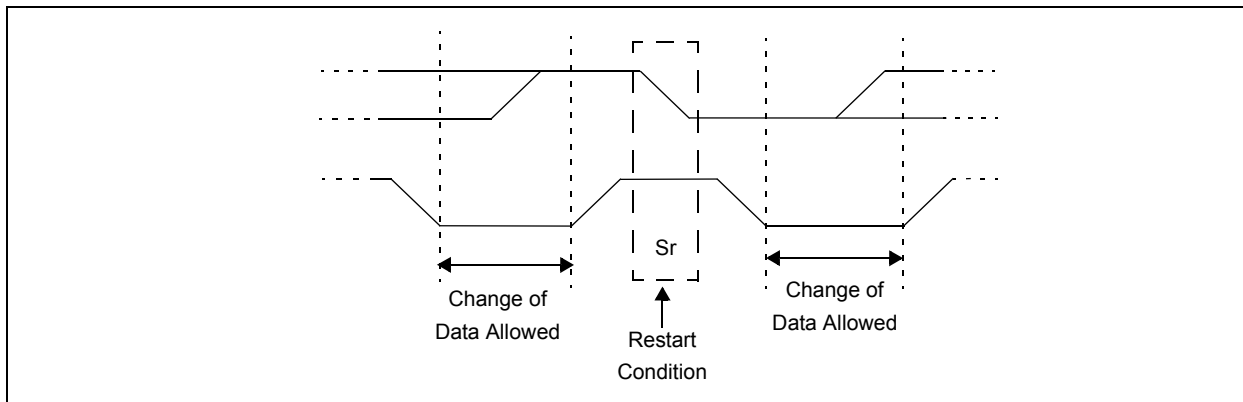 Sr
Change of
Data Allowed
Restart
Condition
Change of
Data Allowed